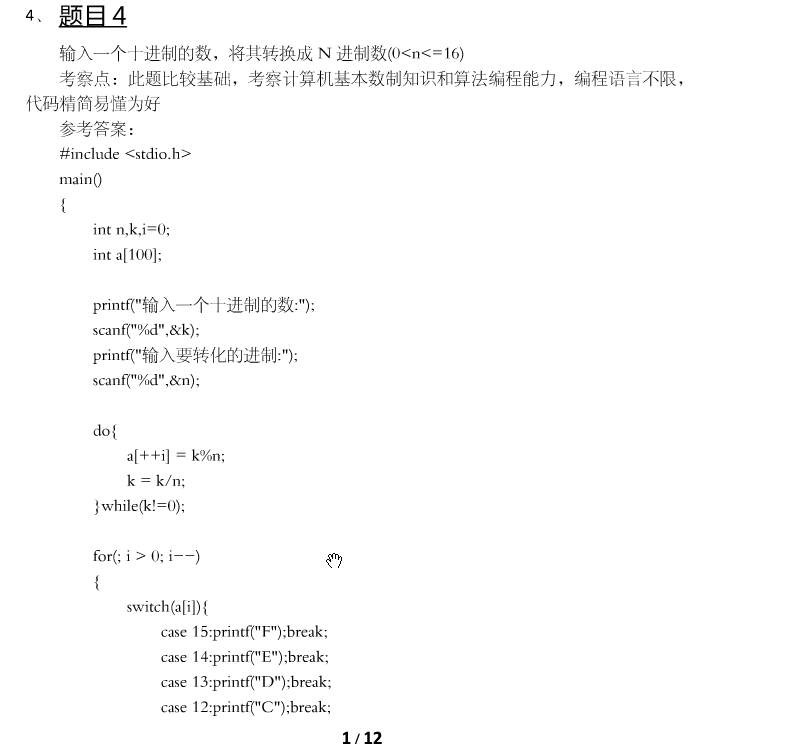 4、 题目4
输入一个十进制的数，将其转换成 N 进制数(0<n<=16)
考察点：此题比较基础，考察计算机基本数制知识和算法编程能力，编程语言不限，
代码精简易懂为好
参考答案：
#include <stdio.h>
main()
{
int n,k,i=0;
int a[100];
printf("输入一个十进制的数:");
scanf("%d",&k);
printf("输入要转化的进制:");
scanf("%d",&n);
do{
a[++i] = k%n;
k = k/n;
}while(k!=0);
for(; i > 0; i--)
{
switch(a[i]){
case 15:printf("F");break;
case 14:printf("E");break;
case 13:printf("D");break;
case 12:printf("C");break;
1 / 12